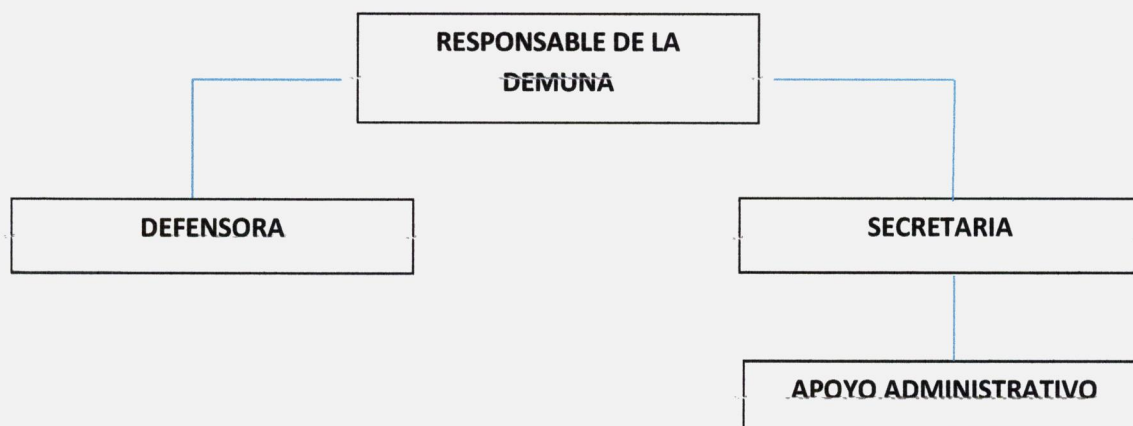 RESPONSABLE DE LA
DEMUNA
DEFENSORA
SECRETARIA
APOYO ADMINISTRATIVO